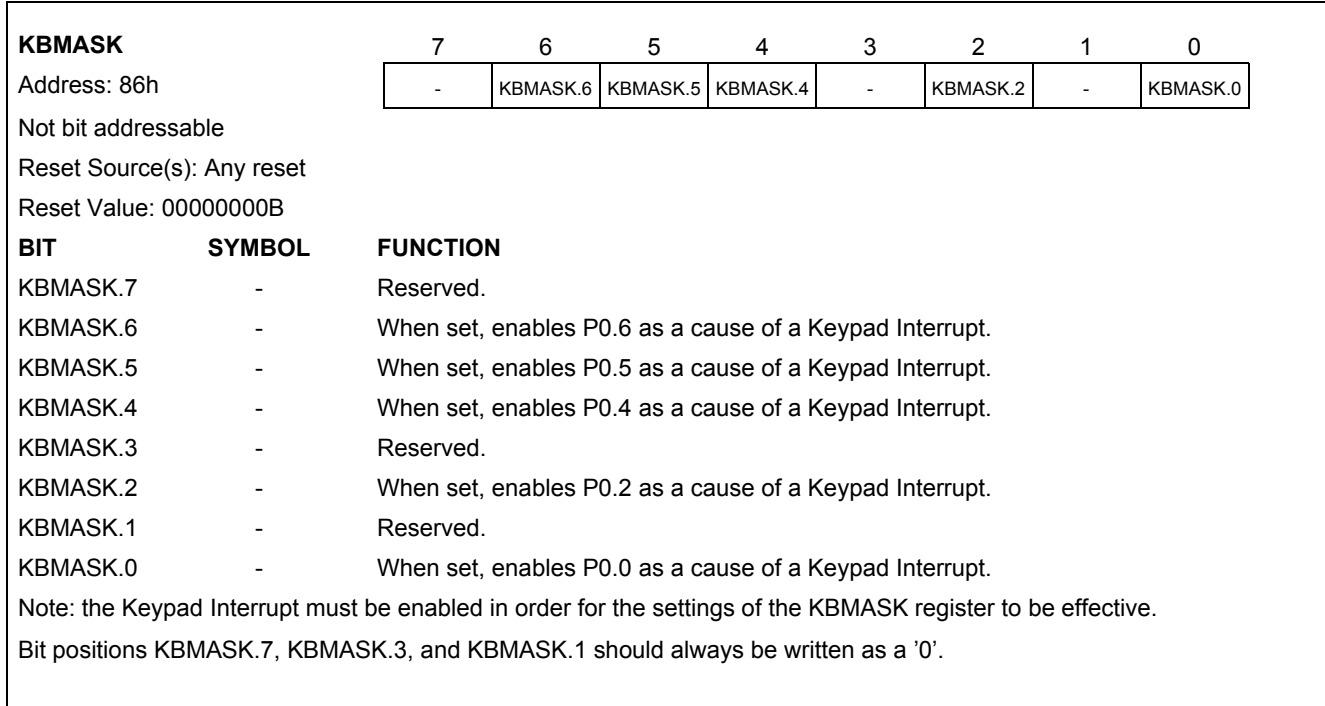 KBMASK 7 6 5 4 3 2 1 0
Address: 86h - KBMASK.6 KBMASK.5 KBMASK.4 - KBMASK.2 - KBMASK.0
Not bit addressable
Reset Source(s): Any reset
Reset Value: 00000000B
BIT SYMBOL FUNCTION
KBMASK.7 - Reserved.
KBMASK.6 - When set, enables P0.6 as a cause of a Keypad Interrupt.
KBMASK.5 - When set, enables P0.5 as a cause of a Keypad Interrupt.
KBMASK.4 - When set, enables P0.4 as a cause of a Keypad Interrupt.
KBMASK.3 - Reserved.
KBMASK.2 - When set, enables P0.2 as a cause of a Keypad Interrupt.
KBMASK.1 - Reserved.
KBMASK.0 - When set, enables P0.0 as a cause of a Keypad Interrupt.
Note: the Keypad Interrupt must be enabled in order for the settings of the KBMASK register to be effective.
Bit positions KBMASK.7, KBMASK.3, and KBMASK.1 should always be written as a ’0’.